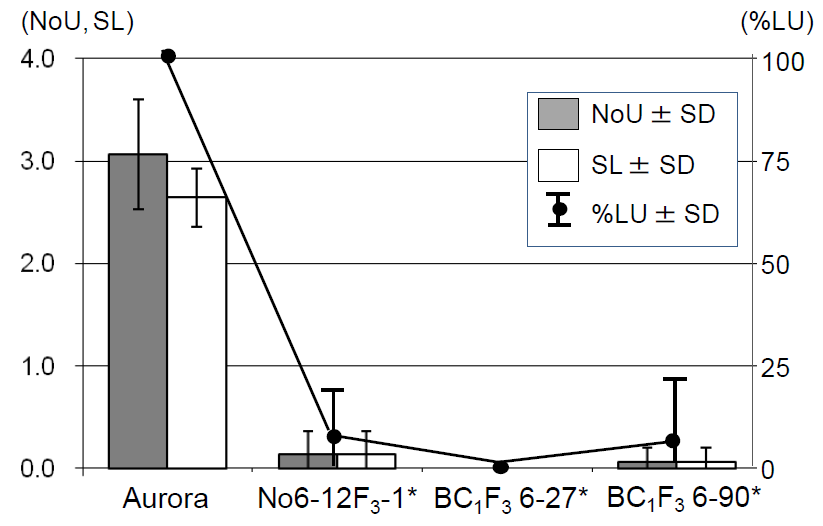 (NoU, SL) (%LU)
4.0 100
NoU ± SD
3.0 SL ± SD 75
%LU ± SD
2.0 50
1.0 25
0.0 0
Aurora No6-12F₃-1* BC₁F₃ 6-27* BC₁F₃ 6-90*